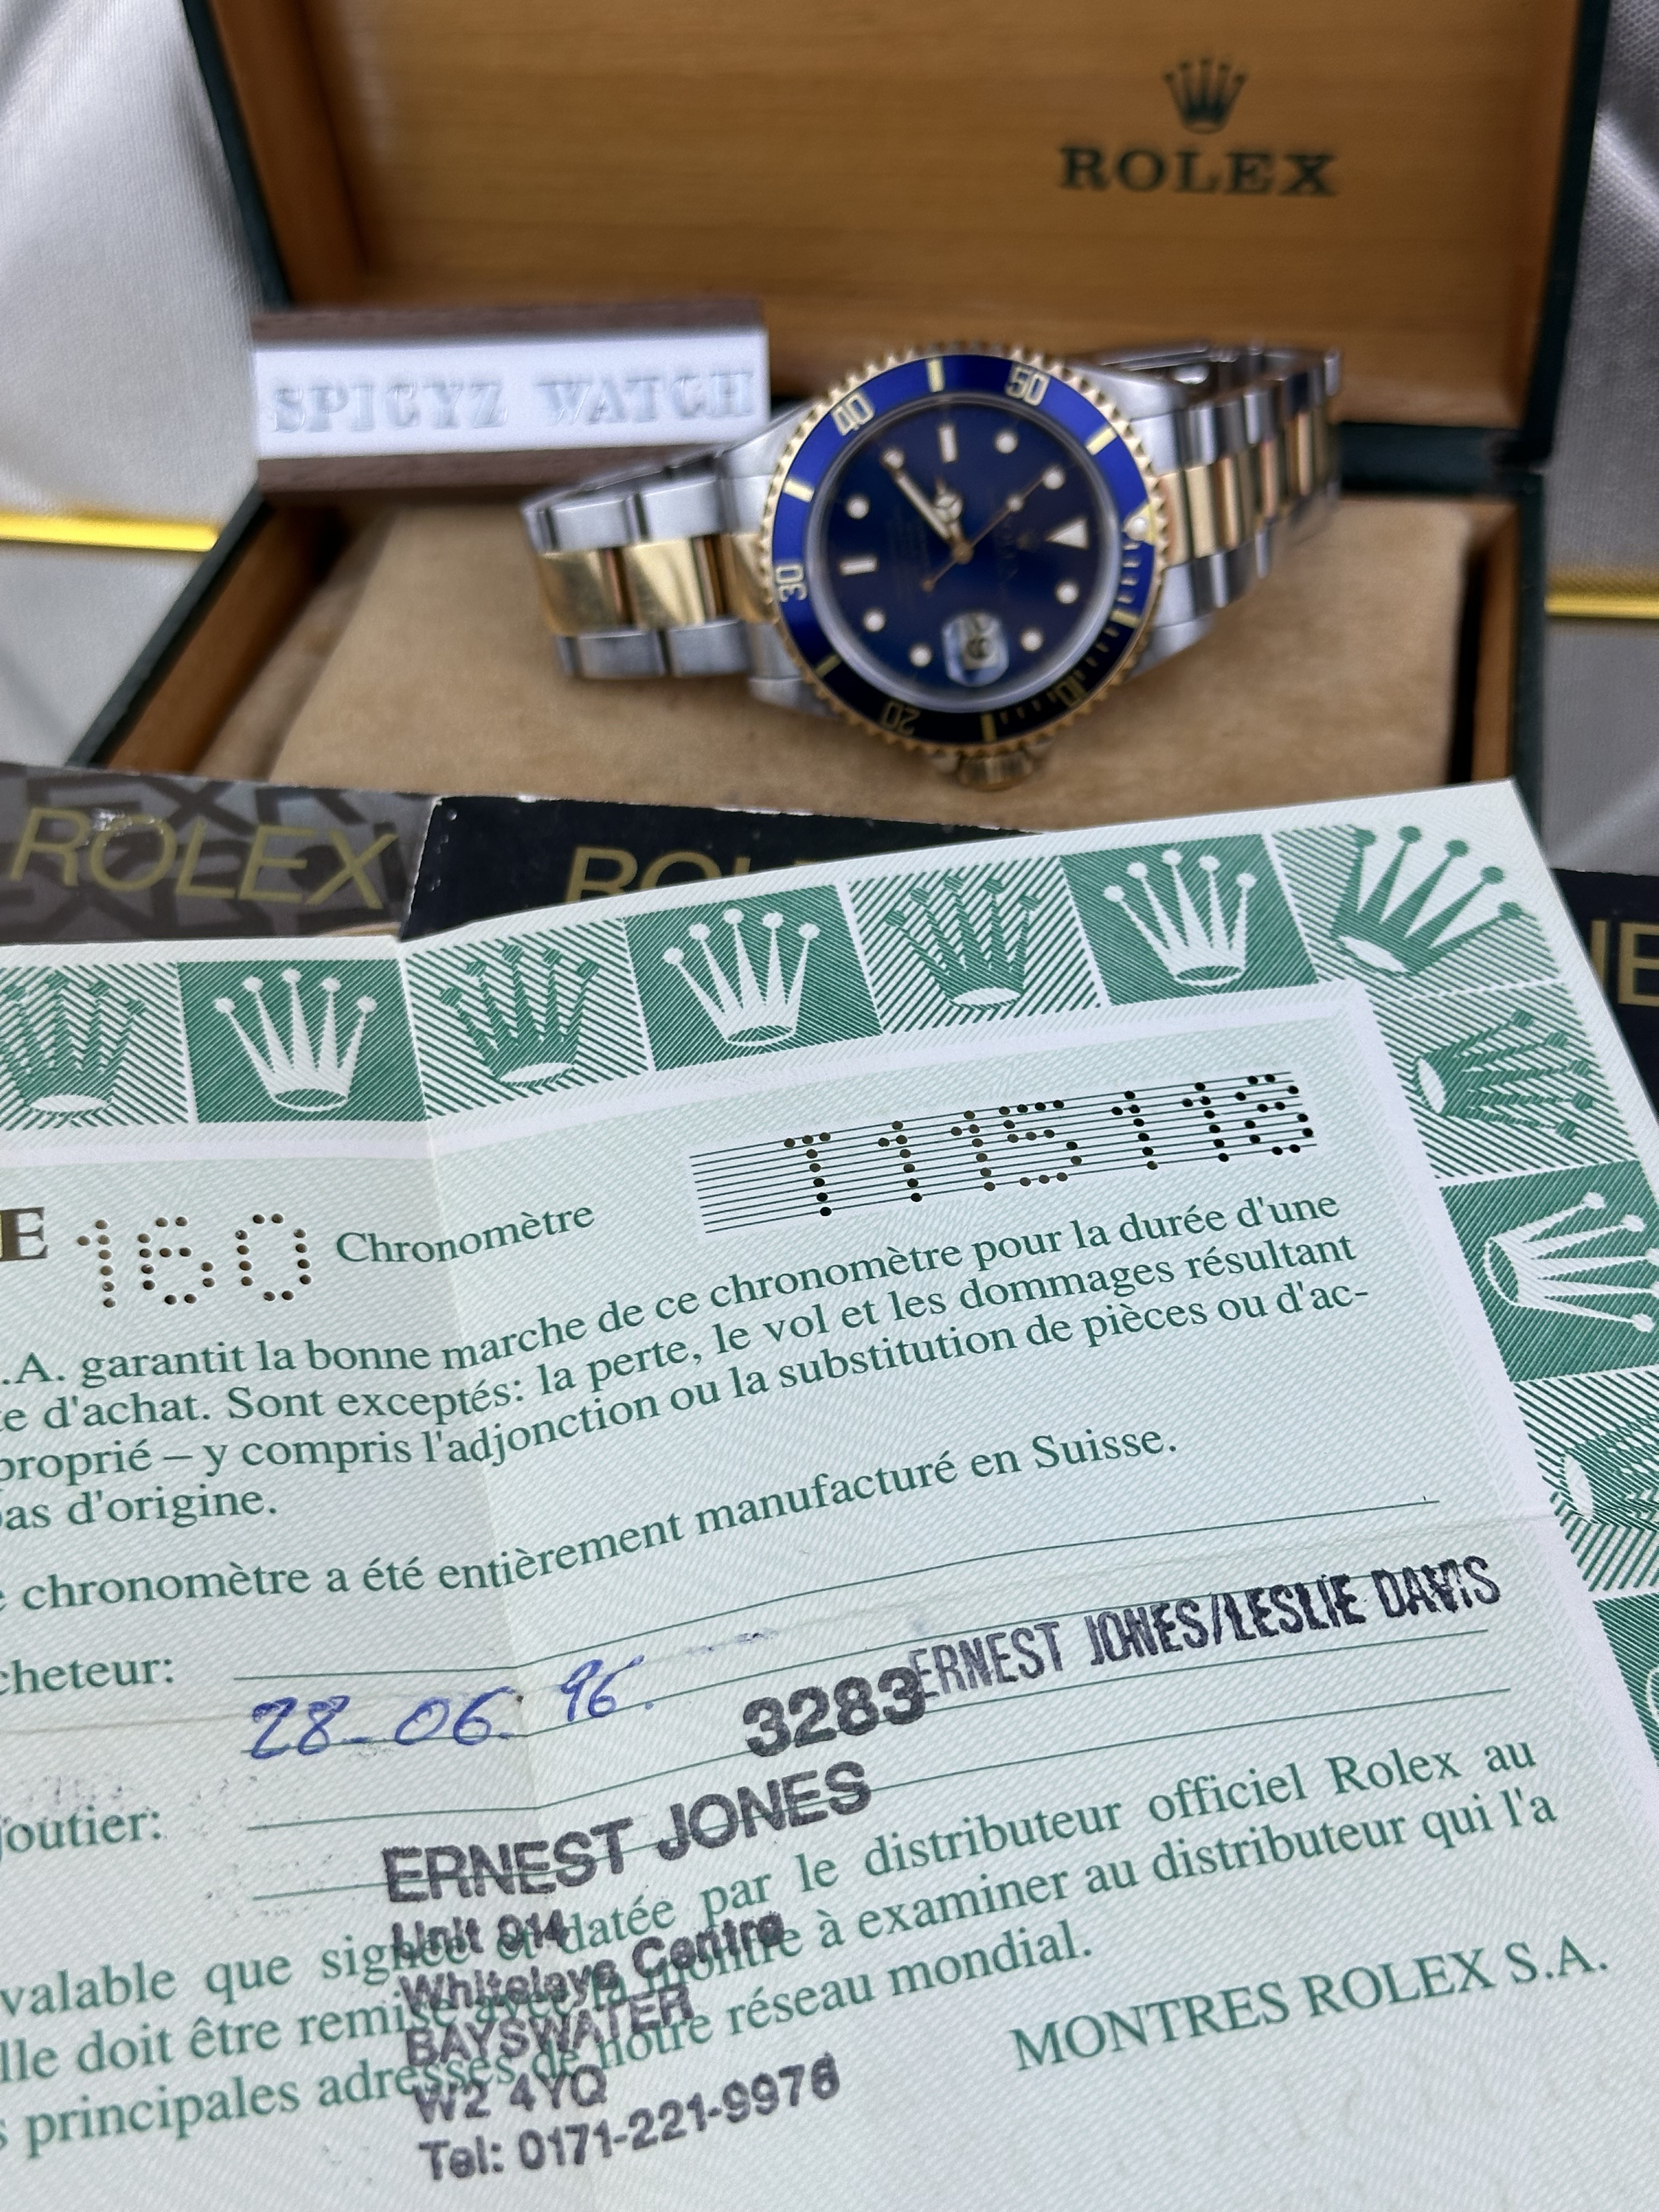 ROLEX
SPICYZ WATCH
50
40
30
20
10
ROLEX
E 160 Chronomètre T115118
.A. garantit la bonne marche de ce chronomètre pour la durée d'une
te d'achat. Sont exceptés: la perte, le vol et les dommages résultant
proprié – y compris l'adjonction ou la substitution de pièces ou d'ac-
pas d'origine.
e chronomètre a été entièrement manufacturé en Suisse.
cheteur:
28-06 96.
3283 ERNEST JONES/LESLIE DAVIS
joutier:
ERNEST JONES
Unit 914
Whiteleys Centre
BAYSWATER
W2 4YQ
Tel: 0171-221-9976
valable que signée et datée par le distributeur officiel Rolex au
lle doit être remise avec la montre à examiner au distributeur qui l'a
s principales adresses de notre réseau mondial.
MONTRES ROLEX S.A.